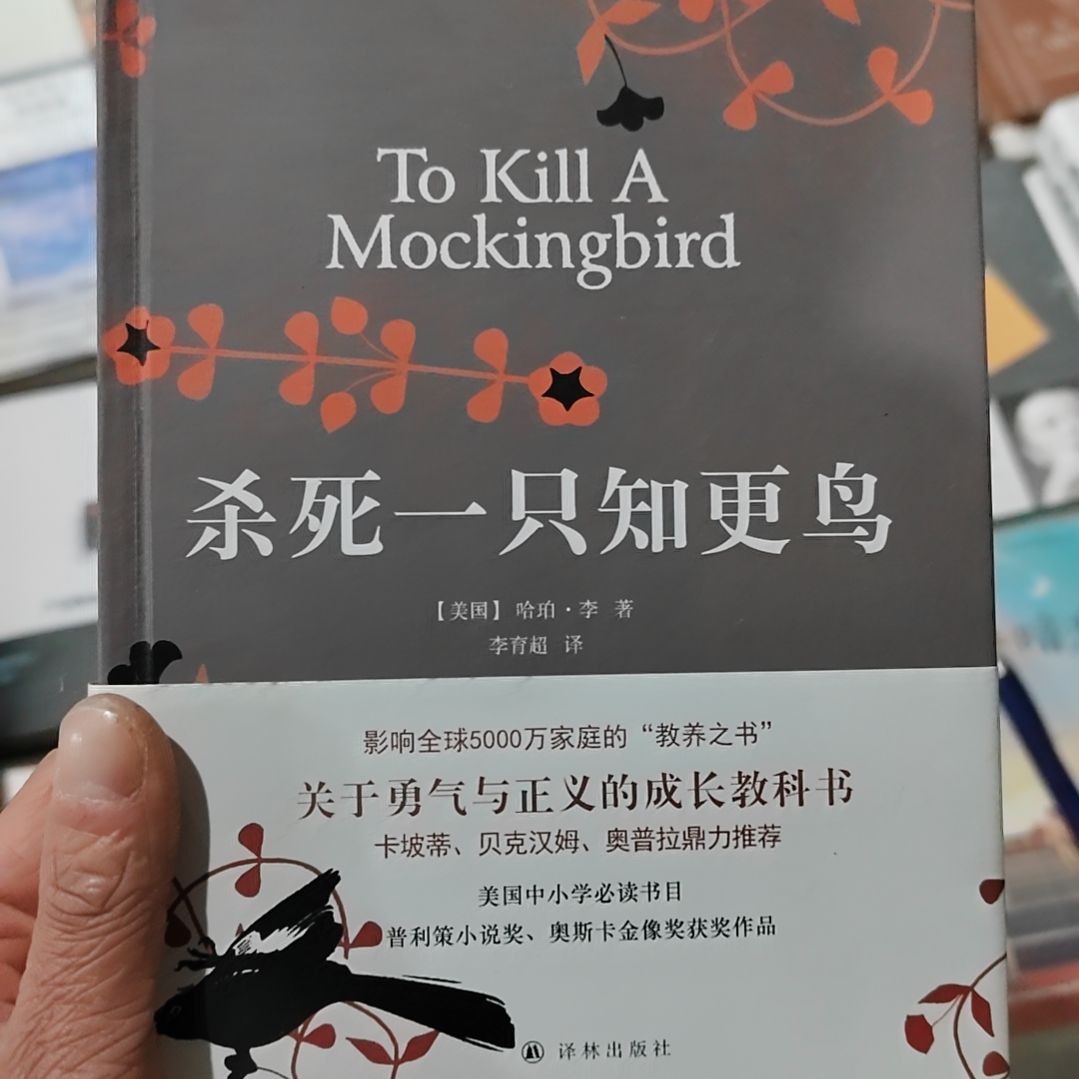 To Kill A
Mockingbird
杀死一只知更鸟
【美国】哈珀·李 著
李育超 译
影响全球5000万家庭的“教养之书”
关于勇气与正义的成长教科书
卡坡蒂、贝克汉姆、奥普拉鼎力推荐
美国中小学必读书目
普利策小说奖、奥斯卡金像奖获奖作品
译林出版社